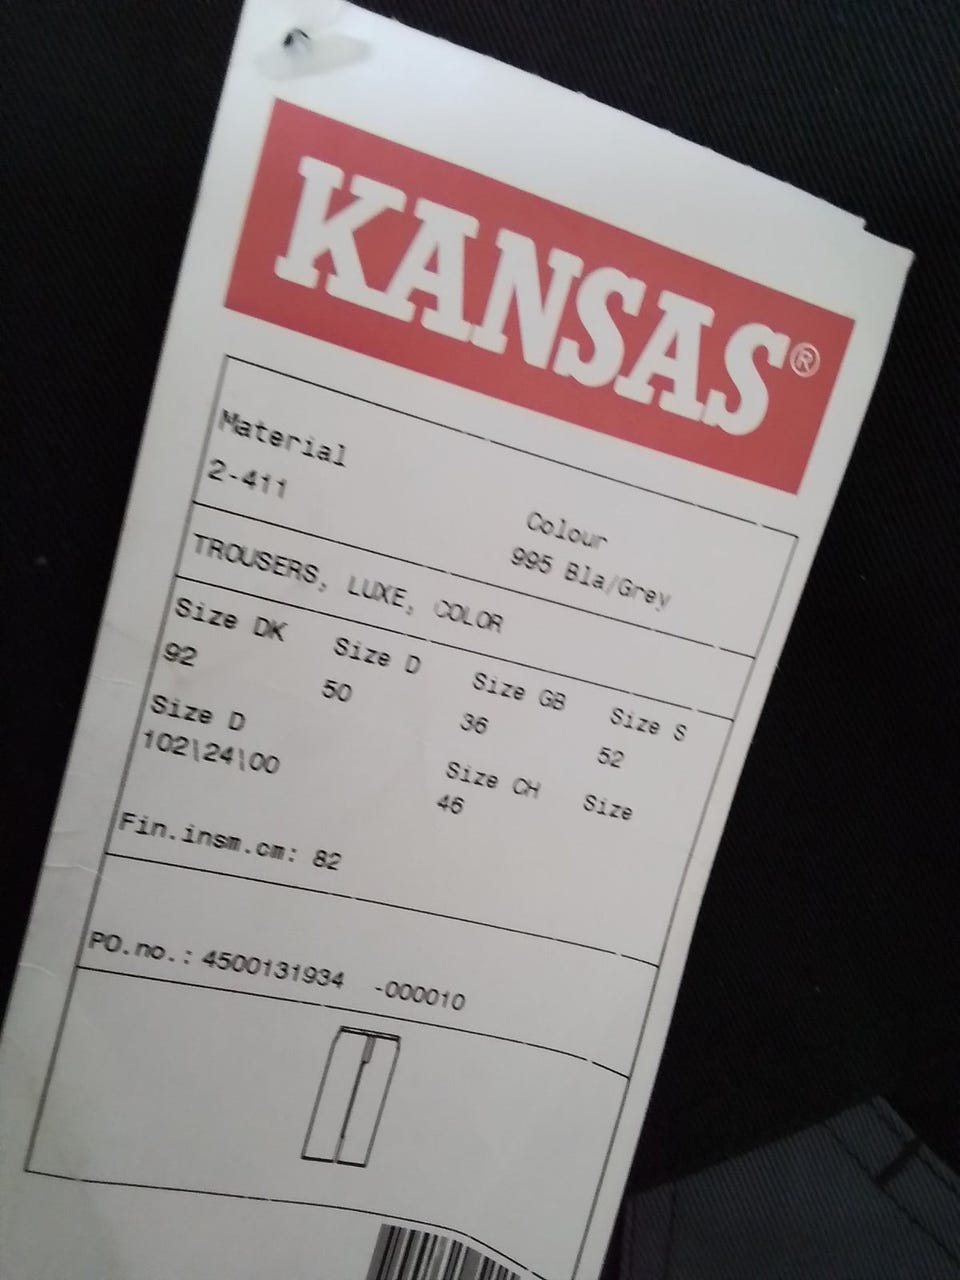 KANSAS®
Material
2-411
Colour
995 Bla/Grey
TROUSERS, LUXE, COLOR
Size DK Size D Size GB Size S
92 50 36 52
Size D Size CH Size
102\24\00 46
Fin.insm.cm: 82
PO.no.: 4500131934 -000010